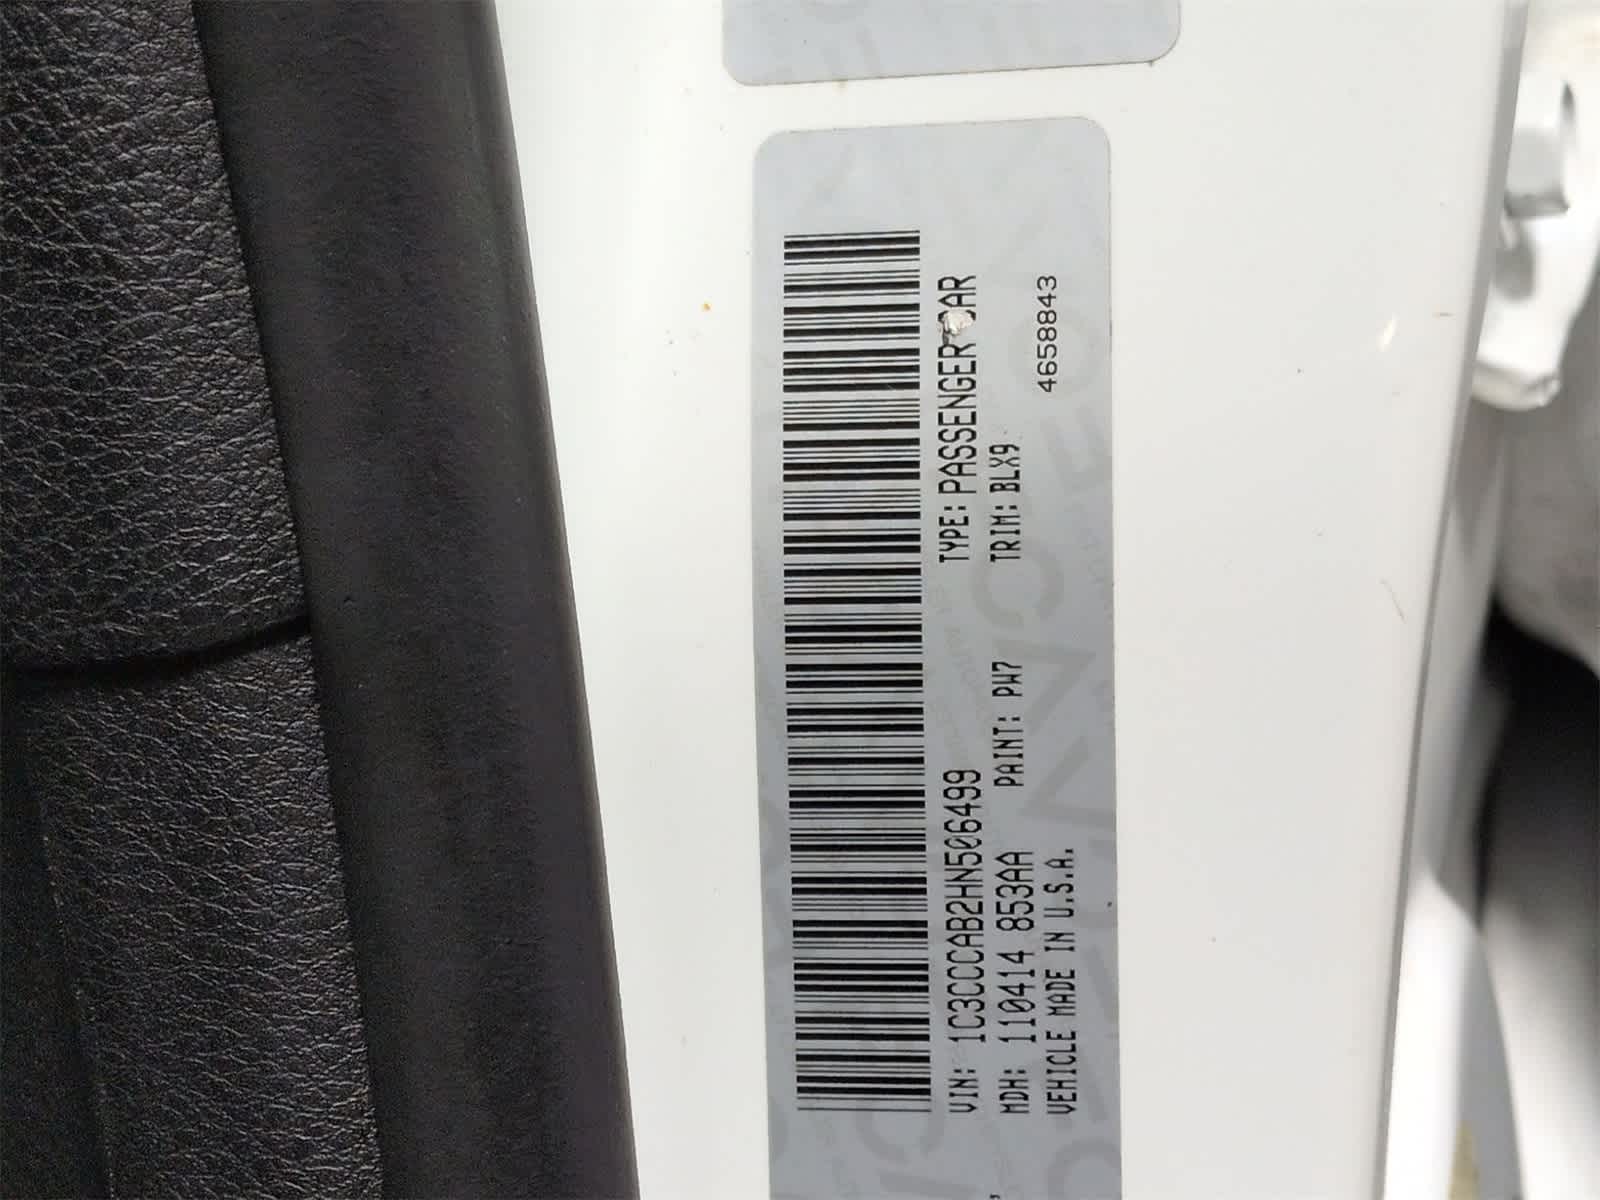 VIN: 1C3CCCAB2HN506499 TYPE: PASSENGER CAR
MDH: 110414 853AA PAINT: PW7 TRIM: BLX9
VEHICLE MADE IN U.S.A. 4658843